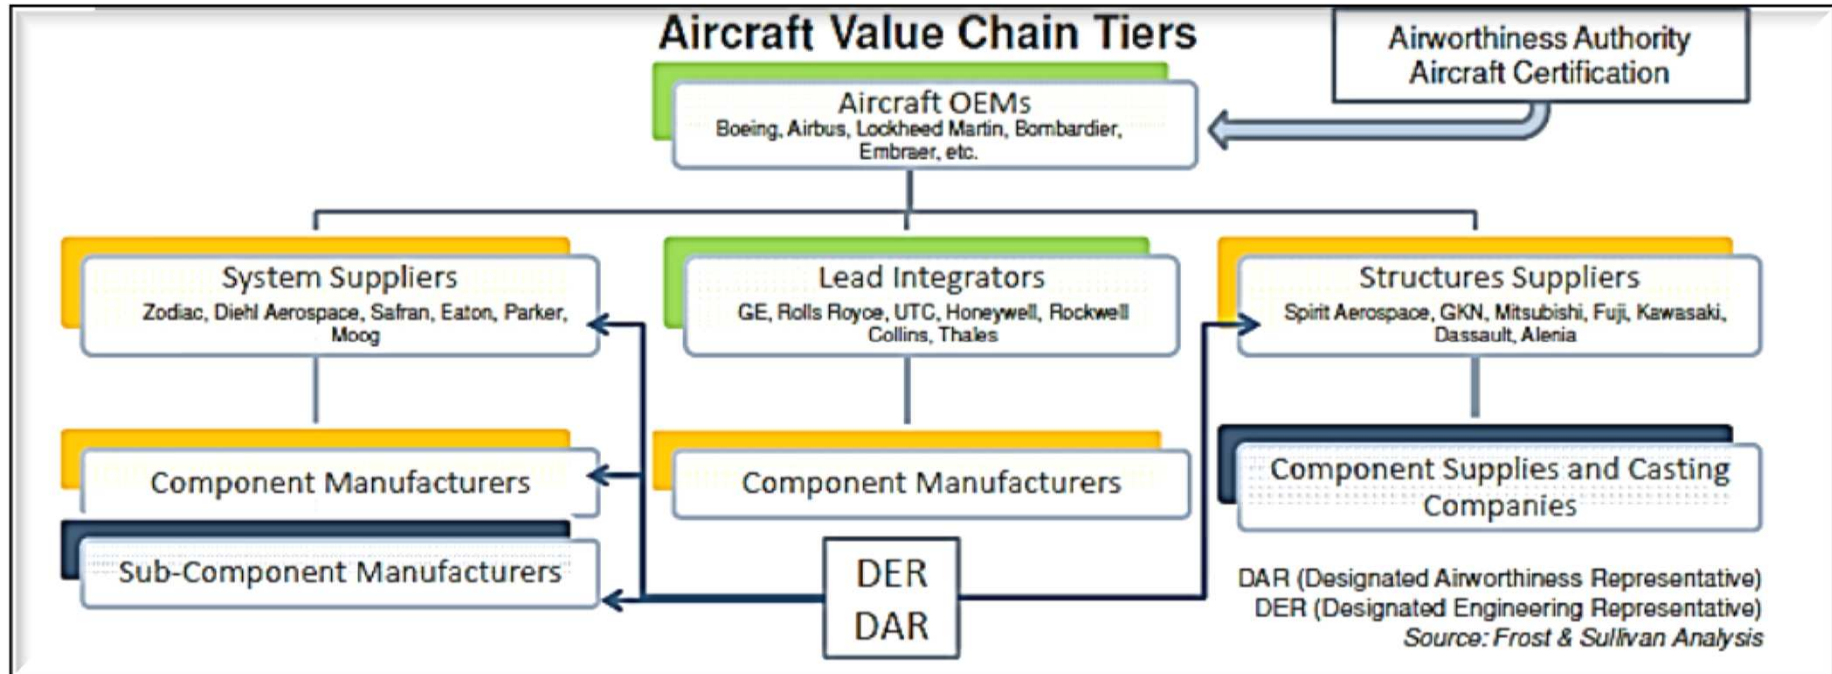 Aircraft Value Chain Tiers
Airworthiness Authority
Aircraft Certification
Aircraft OEMs
Boeing, Airbus, Lockheed Martin, Bombardier,
Embraer, etc.
System Suppliers
Zodiac, Diehl Aerospace, Safran, Eaton, Parker,
Moog
Lead Integrators
GE, Rolls Royce, UTC, Honeywell, Rockwell
Collins, Thales
Structures Suppliers
Spirit Aerospace, GKN, Mitsubishi, Fuji, Kawasaki,
Dassault, Alenia
Component Manufacturers
Component Manufacturers
Component Supplies and Casting
Companies
Sub-Component Manufacturers
DER
DAR
DAR (Designated Airworthiness Representative)
DER (Designated Engineering Representative)
Source: Frost & Sullivan Analysis